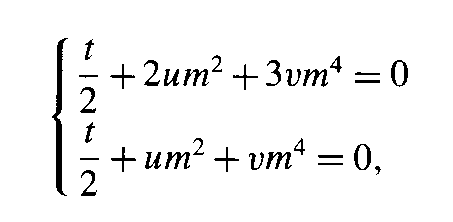 t/2 + 2um² + 3vm⁴ = 0
t/2 + um² + vm⁴ = 0,